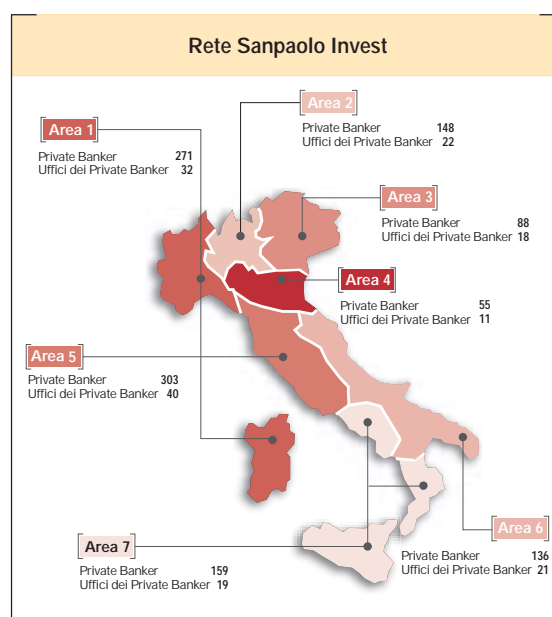 Rete Sanpaolo Invest
Area 1
Private Banker 271
Uffici dei Private Banker 32
Area 2
Private Banker 148
Uffici dei Private Banker 22
Area 3
Private Banker 88
Uffici dei Private Banker 18
Area 4
Private Banker 55
Uffici dei Private Banker 11
Area 5
Private Banker 303
Uffici dei Private Banker 40
Area 6
Private Banker 136
Uffici dei Private Banker 21
Area 7
Private Banker 159
Uffici dei Private Banker 19